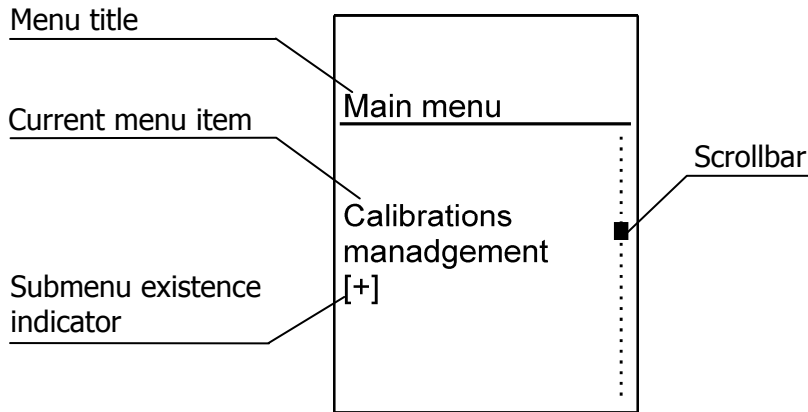 Menu title
Main menu
Current menu item
Scrollbar
Calibrations
manadgement
[+]
Submenu existence
indicator